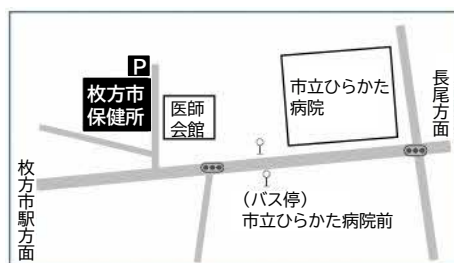 P
枚方市
保健所
医師
会館
市立ひらかた
病院
長尾方面
枚方市駅方面
(バス停)
市立ひらかた病院前